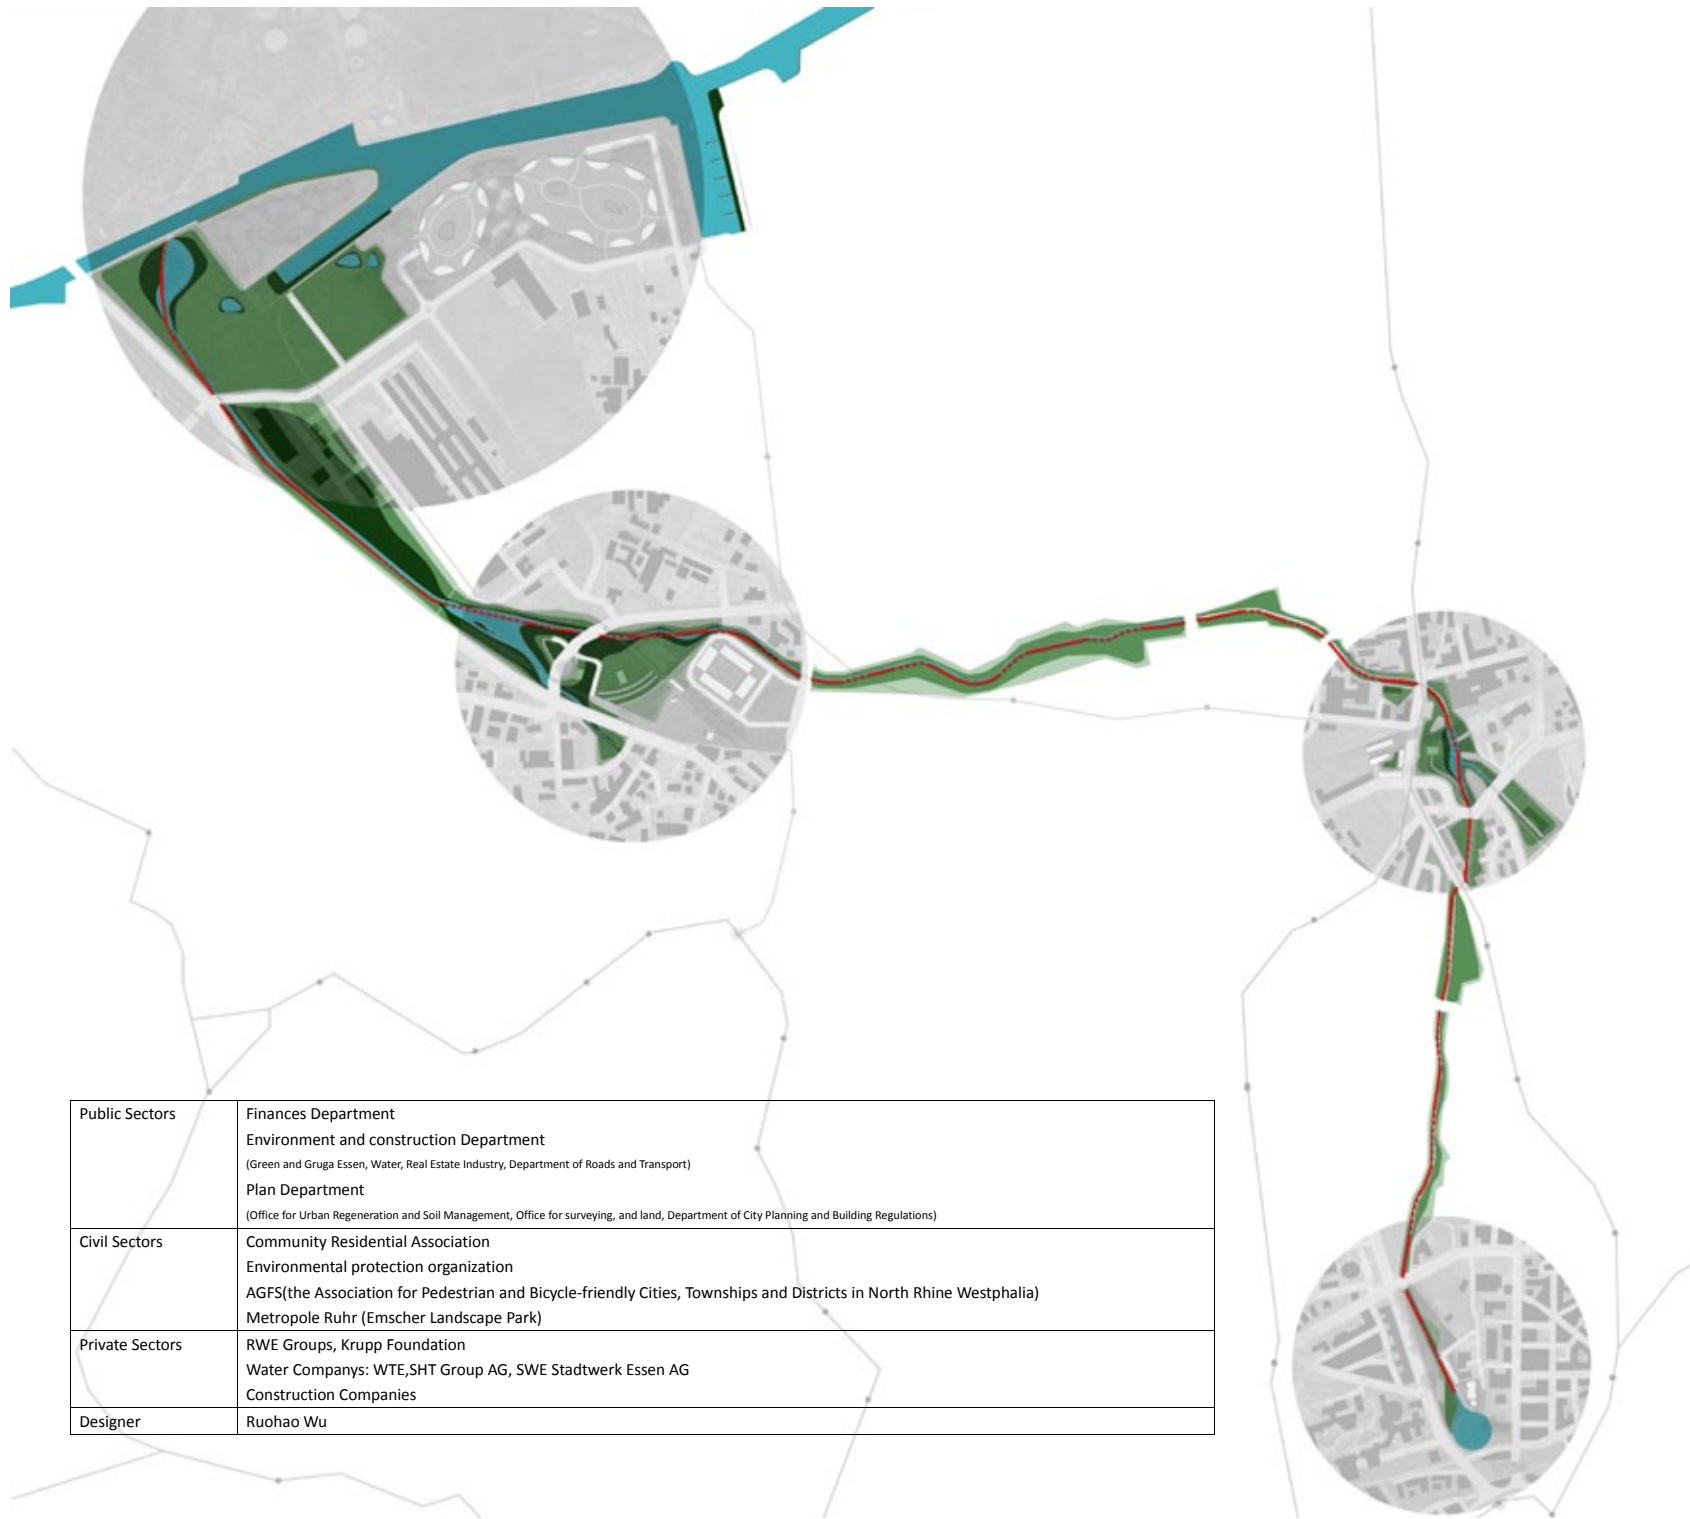 Public Sectors
Finances Department
Environment and construction Department
(Green and Gruga Essen, Water, Real Estate Industry, Department of Roads and Transport)
Plan Department
(Office for Urban Regeneration and Soil Management, Office for surveying, and land, Department of City Planning and Building Regulations)
Civil Sectors
Community Residential Association
Environmental protection organization
AGFS(the Association for Pedestrian and Bicycle-friendly Cities, Townships and Districts in North Rhine Westphalia)
Metropole Ruhr (Emscher Landscape Park)
Private Sectors
RWE Groups, Krupp Foundation
Water Companys: WTE,SHT Group AG, SWE Stadtwerk Essen AG
Construction Companies
Designer
Ruohao Wu